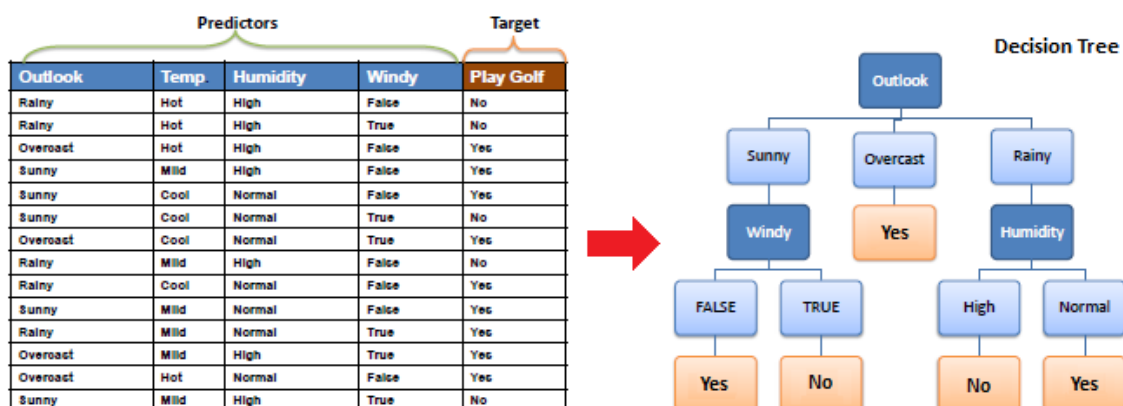 Predictors Target
Outlook Temp. Humidity Windy Play Golf
Rainy Hot High False No
Rainy Hot High True No
Overcast Hot High False Yes
Sunny Mild High False Yes
Sunny Cool Normal False Yes
Sunny Cool Normal True No
Overcast Cool Normal True Yes
Rainy Mild High False No
Rainy Cool Normal False Yes
Sunny Mild Normal False Yes
Rainy Mild Normal True Yes
Overcast Mild High True Yes
Overcast Hot Normal False Yes
Sunny Mild High True No
Decision Tree
Outlook
Sunny Overcast Rainy
Windy Yes Humidity
FALSE TRUE High Normal
Yes No No Yes